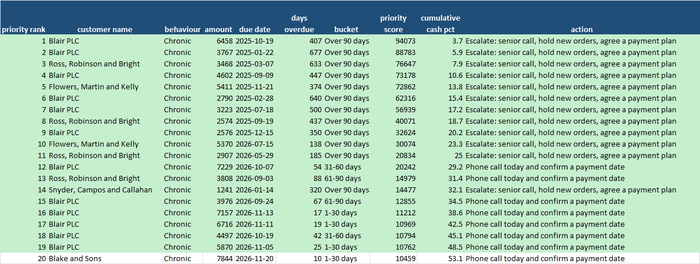 priority rank customer name behaviour amount due date days overdue bucket priority score cumulative cash pct action
1 Blair PLC Chronic 6458 2025-10-19 407 Over 90 days 94073 3.7 Escalate: senior call, hold new orders, agree a payment plan
2 Blair PLC Chronic 3767 2025-01-22 677 Over 90 days 88783 5.9 Escalate: senior call, hold new orders, agree a payment plan
3 Ross, Robinson and Bright Chronic 3468 2025-03-07 633 Over 90 days 76647 7.9 Escalate: senior call, hold new orders, agree a payment plan
4 Blair PLC Chronic 4602 2025-09-09 447 Over 90 days 73178 10.6 Escalate: senior call, hold new orders, agree a payment plan
5 Flowers, Martin and Kelly Chronic 5411 2025-11-21 374 Over 90 days 72862 13.8 Escalate: senior call, hold new orders, agree a payment plan
6 Blair PLC Chronic 2790 2025-02-28 640 Over 90 days 62316 15.4 Escalate: senior call, hold new orders, agree a payment plan
7 Blair PLC Chronic 3223 2025-07-18 500 Over 90 days 56939 17.2 Escalate: senior call, hold new orders, agree a payment plan
8 Ross, Robinson and Bright Chronic 2574 2025-09-19 437 Over 90 days 40071 18.7 Escalate: senior call, hold new orders, agree a payment plan
9 Blair PLC Chronic 2576 2025-12-15 350 Over 90 days 32624 20.2 Escalate: senior call, hold new orders, agree a payment plan
10 Flowers, Martin and Kelly Chronic 5370 2026-07-15 138 Over 90 days 30074 23.3 Escalate: senior call, hold new orders, agree a payment plan
11 Ross, Robinson and Bright Chronic 2907 2026-05-29 185 Over 90 days 20834 25 Escalate: senior call, hold new orders, agree a payment plan
12 Blair PLC Chronic 7229 2026-10-07 54 31-60 days 20242 29.2 Phone call today and confirm a payment date
13 Ross, Robinson and Bright Chronic 3808 2026-09-03 88 61-90 days 14979 31.4 Phone call today and confirm a payment date
14 Snyder, Campos and Callahan Chronic 1241 2026-01-14 320 Over 90 days 14477 32.1 Escalate: senior call, hold new orders, agree a payment plan
15 Blair PLC Chronic 3976 2026-09-24 67 61-90 days 12855 34.5 Phone call today and confirm a payment date
16 Blair PLC Chronic 7157 2026-11-13 17 1-30 days 11212 38.6 Phone call today and confirm a payment date
17 Blair PLC Chronic 6716 2026-11-11 19 1-30 days 10969 42.5 Phone call today and confirm a payment date
18 Blair PLC Chronic 4497 2026-10-19 42 31-60 days 10794 45.1 Phone call today and confirm a payment date
19 Blair PLC Chronic 5870 2026-11-05 25 1-30 days 10762 48.5 Phone call today and confirm a payment date
20 Blake and Sons Chronic 7844 2026-11-20 10 1-30 days 10459 53.1 Phone call today and confirm a payment date